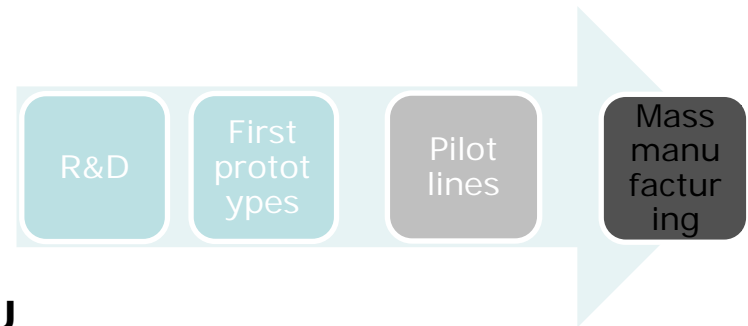 R&D
First
protot
ypes
Pilot
lines
Mass
manu
factur
ing